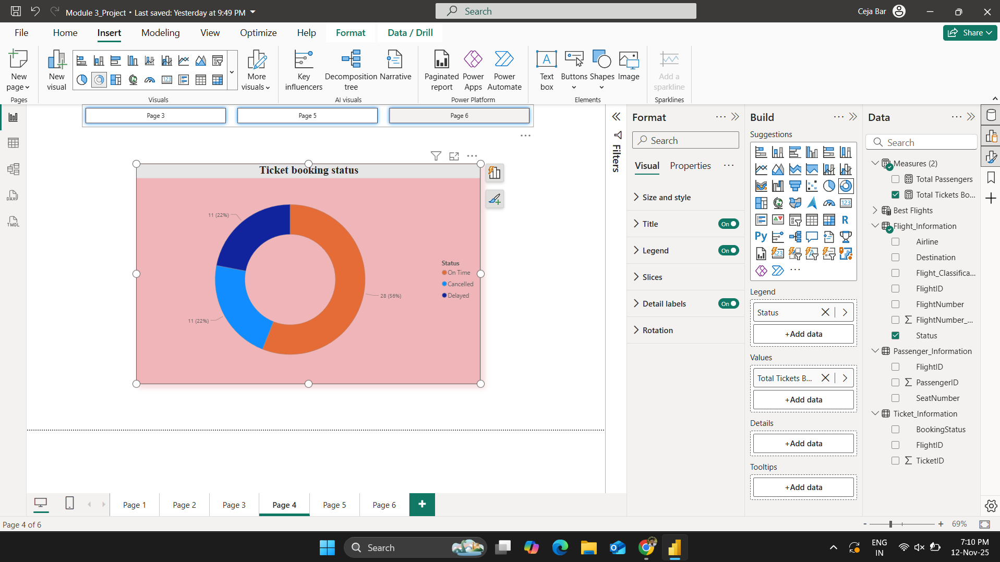 Module 3_Project • Last saved: Yesterday at 9:49 PM
Search
Ceja Bar
File Home Insert Modeling View Optimize Help Format Data / Drill
Share
New page
New visual
More visuals
Key influencers
Decomposition tree
Narrative
Paginated report
Power Apps
Power Automate
Text box
Buttons
Shapes
Image
Add a sparkline
Pages
Visuals
AI visuals
Power Platform
Elements
Sparklines
Page 3
Page 5
Page 6
Ticket booking status
11 (22%)
11 (22%)
28 (56%)
Status
On Time
Cancelled
Delayed
DAX
TMDL
Filters
Format
Search
Visual Properties
Size and style
Title On
Legend On
Slices
Detail labels On
Rotation
Build
Suggestions
123
R
Py
123
Legend
Status
+Add data
Values
Total Tickets B...
+Add data
Details
+Add data
Tooltips
+Add data
Data
Search
Measures (2)
Total Passengers
Total Tickets Bo...
Best Flights
Flight_Information
Airline
Destination
Flight_Classifica...
FlightID
FlightNumber
FlightNumber_...
Status
Passenger_Information
FlightID
PassengerID
SeatNumber
Ticket_Information
BookingStatus
FlightID
TicketID
Page 1 Page 2 Page 3 Page 4 Page 5 Page 6
Page 4 of 6
- + 69%
Search
ENG
IN
7:10 PM
12-Nov-25